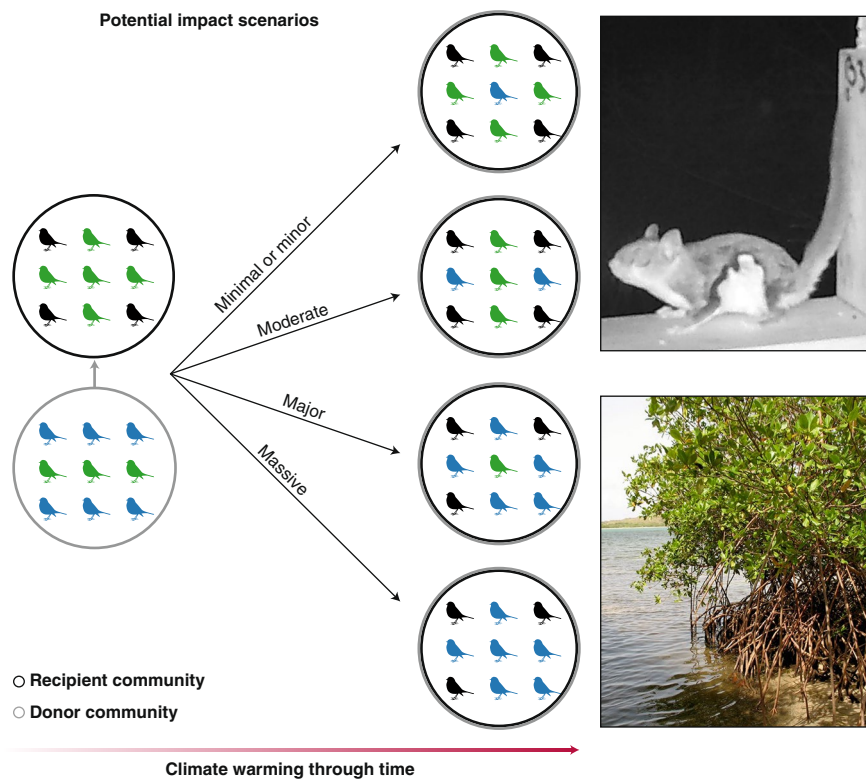 Potential impact scenarios
Minimal or minor
Moderate
Major
Massive
Recipient community
Donor community
Climate warming through time